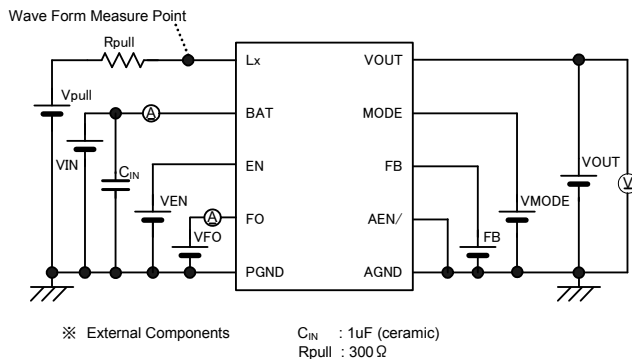 Wave Form Measure Point
Rpull
Vpull
Lx
VOUT
A
BAT
MODE
VIN
CIN
EN
FB
VEN
VOUT
V
A
FO
AEN/
VMODE
VFO
FB
PGND
AGND
※ External Components
CIN : 1uF (ceramic)
Rpull : 300Ω